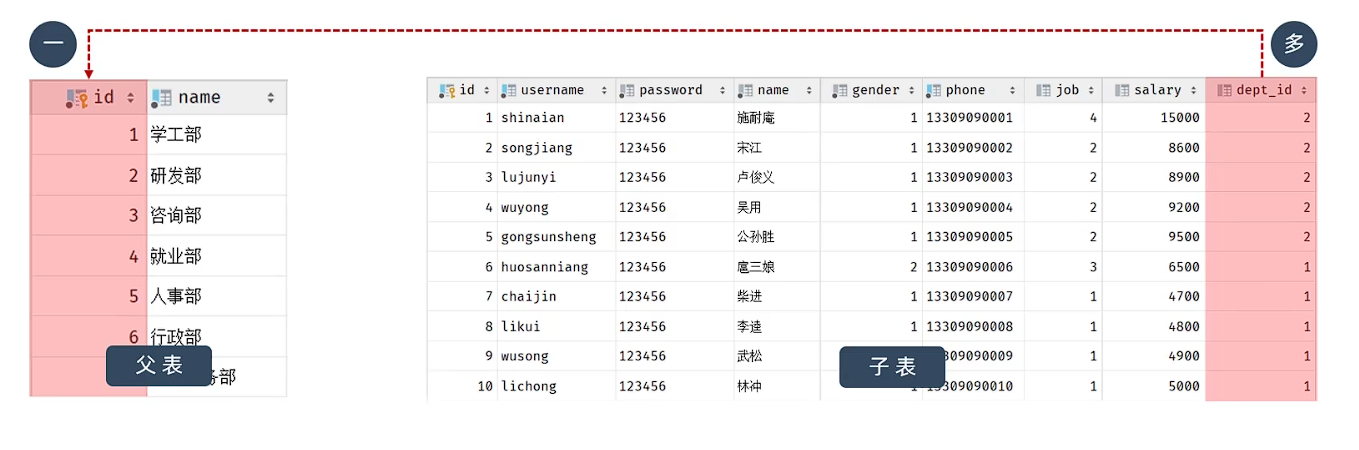 一
多
id name
1 学工部
2 研发部
3 咨询部
4 就业部
5 人事部
6 行政部
务部
父表
id username password name gender phone job salary dept_id
1 shinaian 123456 施耐庵 1 13309090001 4 15000 2
2 songjiang 123456 宋江 1 13309090002 2 8600 2
3 lujunyi 123456 卢俊义 1 13309090003 2 8900 2
4 wuyong 123456 吴用 1 13309090004 2 9200 2
5 gongsunsheng 123456 公孙胜 1 13309090005 2 9500 2
6 huosanniang 123456 扈三娘 2 13309090006 3 6500 1
7 chaijin 123456 柴进 1 13309090007 1 4700 1
8 likui 123456 李逵 1 13309090008 1 4800 1
9 wusong 123456 武松 13309090009 1 4900 1
10 lichong 123456 林冲 1 13309090010 1 5000 1
子表